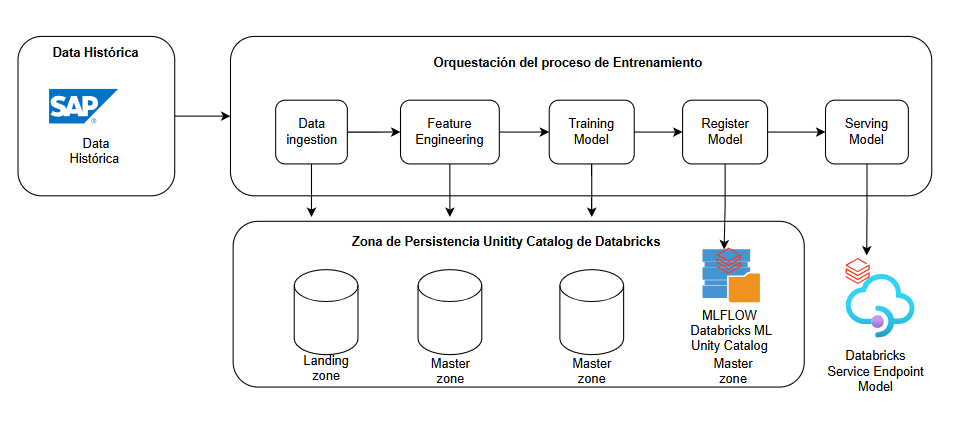 Data Histórica
SAP
®
Data
Histórica
Orquestación del proceso de Entrenamiento
Data
ingestion
Feature
Engineering
Training
Model
Register
Model
Serving
Model
Zona de Persistencia Unitity Catalog de Databricks
Landing
zone
Master
zone
Master
zone
MLFLOW
Databricks ML
Unity Catalog
Master
zone
Databricks
Service Endpoint
Model